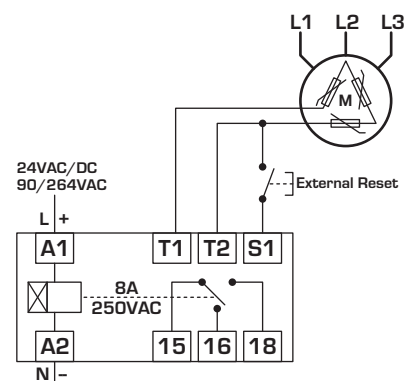 L1 L2 L3
M
24VAC/DC
90/264VAC
External Reset
L +
A1 T1 T2 S1
8A
250VAC
A2 15 16 18
N –